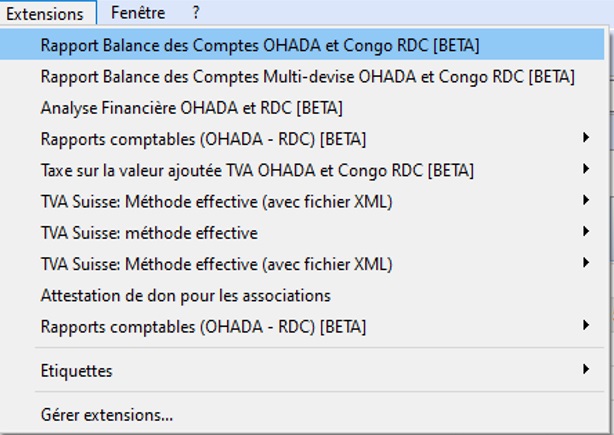 Extensions Fenêtre ?
Rapport Balance des Comptes OHADA et Congo RDC [BETA]
Rapport Balance des Comptes Multi-devise OHADA et Congo RDC [BETA]
Analyse Financière OHADA et RDC [BETA]
Rapports comptables (OHADA - RDC) [BETA]
Taxe sur la valeur ajoutée TVA OHADA et Congo RDC [BETA]
TVA Suisse: Méthode effective (avec fichier XML)
TVA Suisse: méthode effective
TVA Suisse: Méthode effective (avec fichier XML)
Attestation de don pour les associations
Rapports comptables (OHADA - RDC) [BETA]
Etiquettes
Gérer extensions...